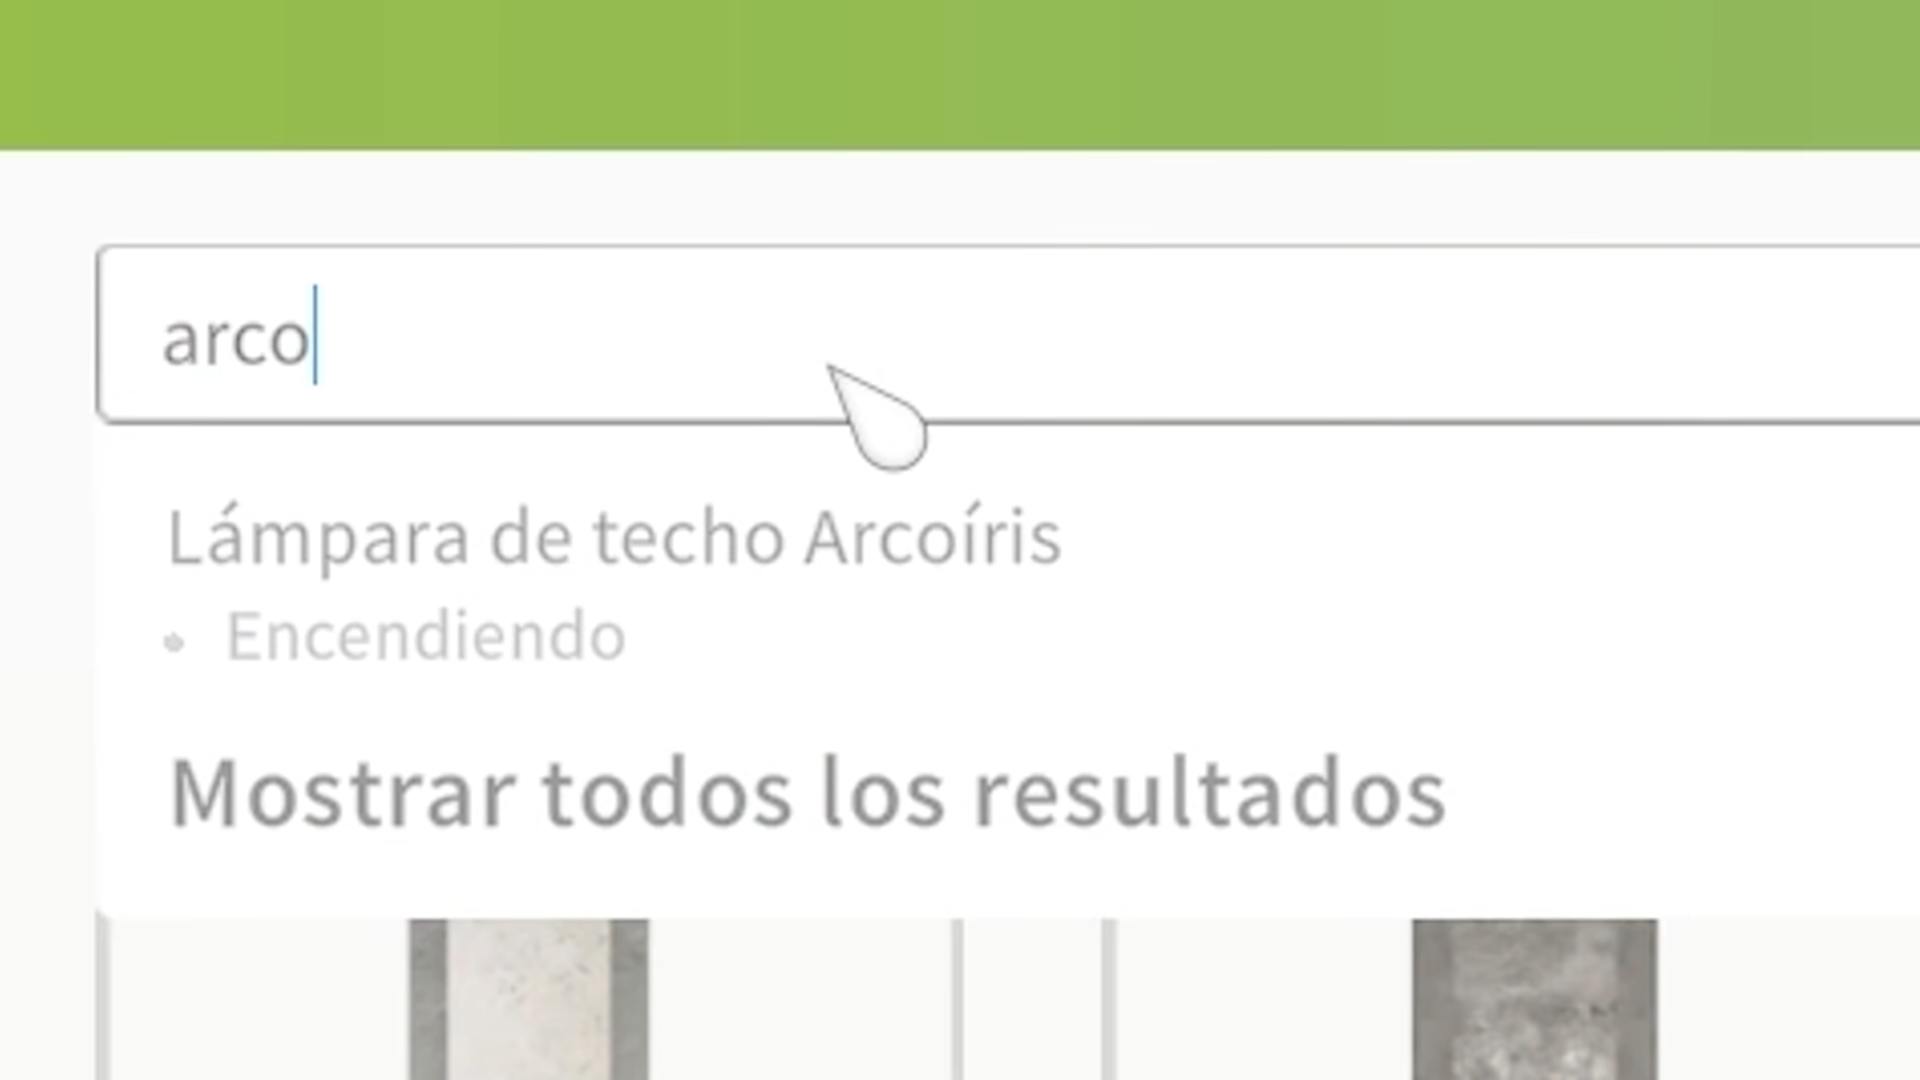 arco
Lámpara de techo Arcoíris
Encendiendo
Mostrar todos los resultados